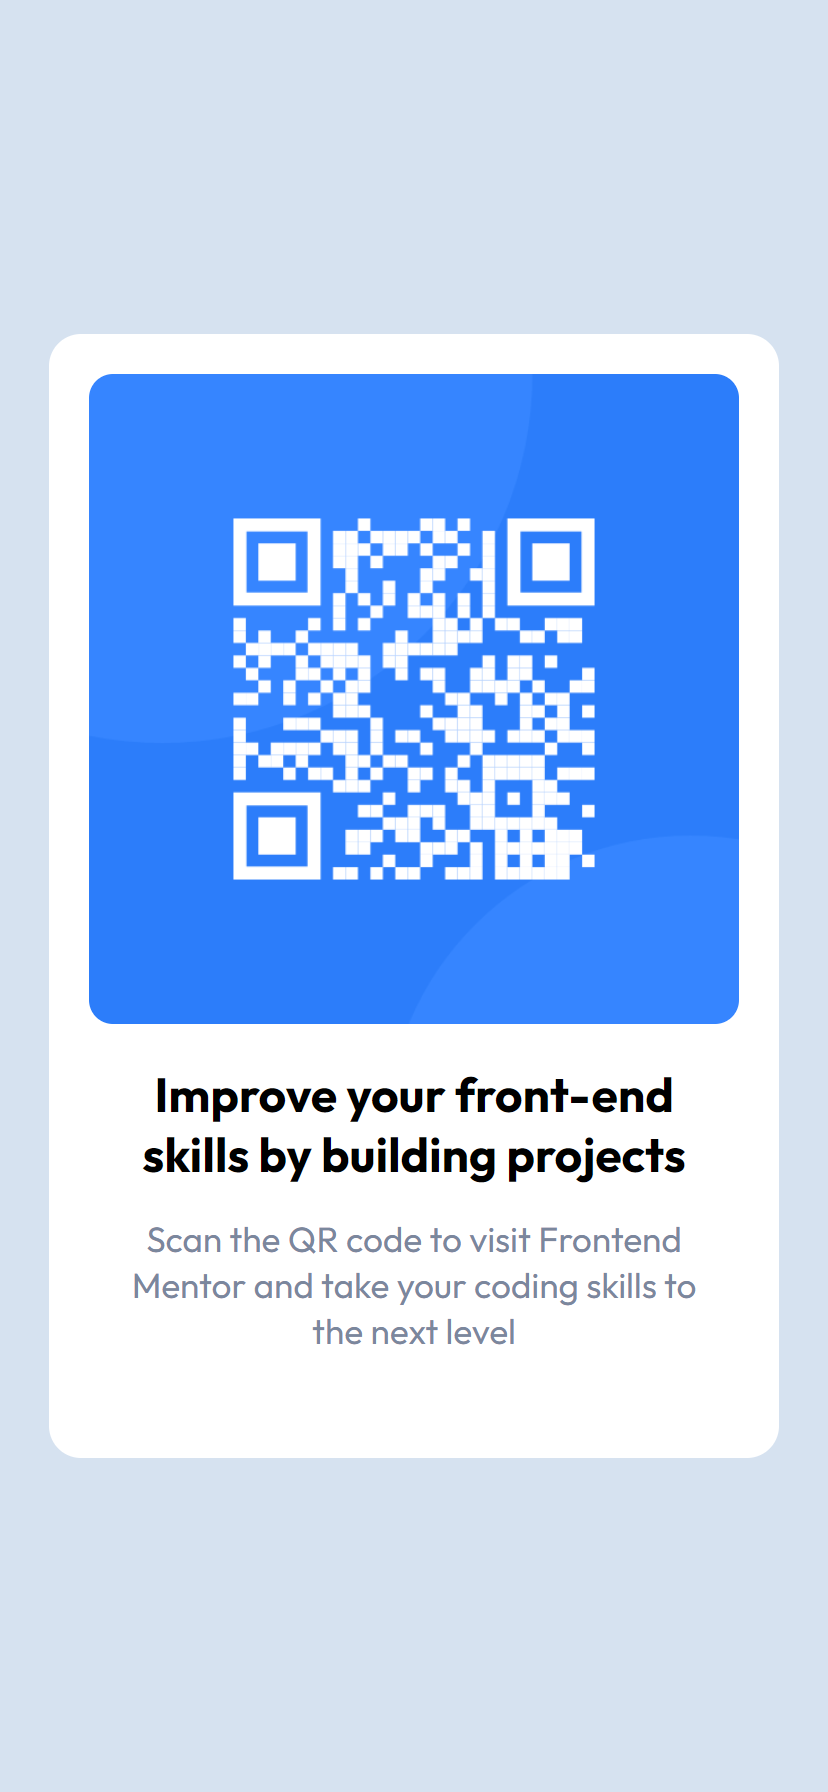 Improve your front-end
skills by building projects
Scan the QR code to visit Frontend
Mentor and take your coding skills to
the next level